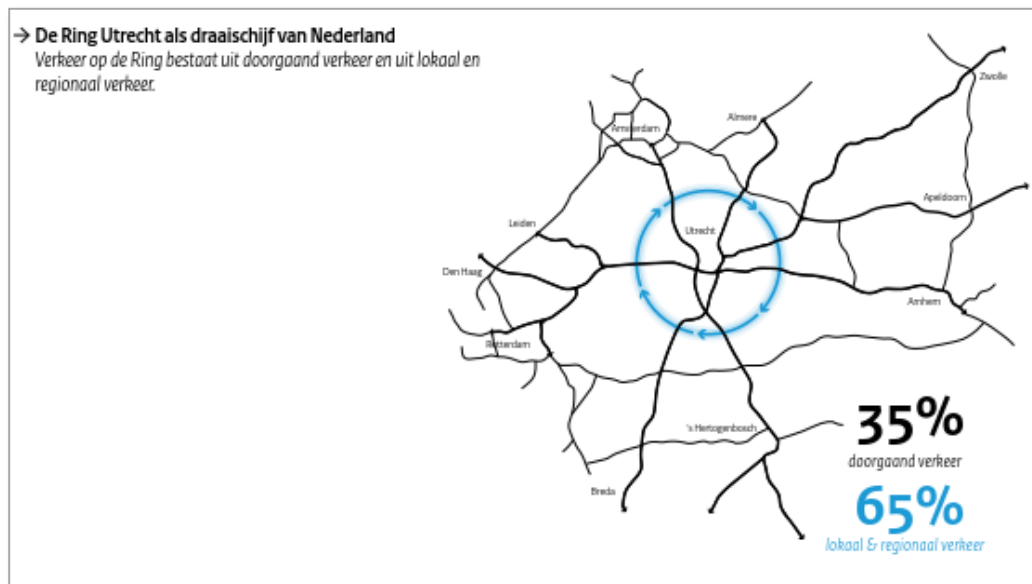 → De Ring Utrecht als draaischijf van Nederland
Verkeer op de Ring bestaat uit doorgaand verkeer en uit lokaal en
regionaal verkeer.
Zwolle
Almere
Amsterdam
Apeldoorn
Leiden
Utrecht
Den Haag
Arnhem
Rotterdam
's Hertogenbosch
Breda
35%
doorgaand verkeer
65%
lokaal & regionaal verkeer